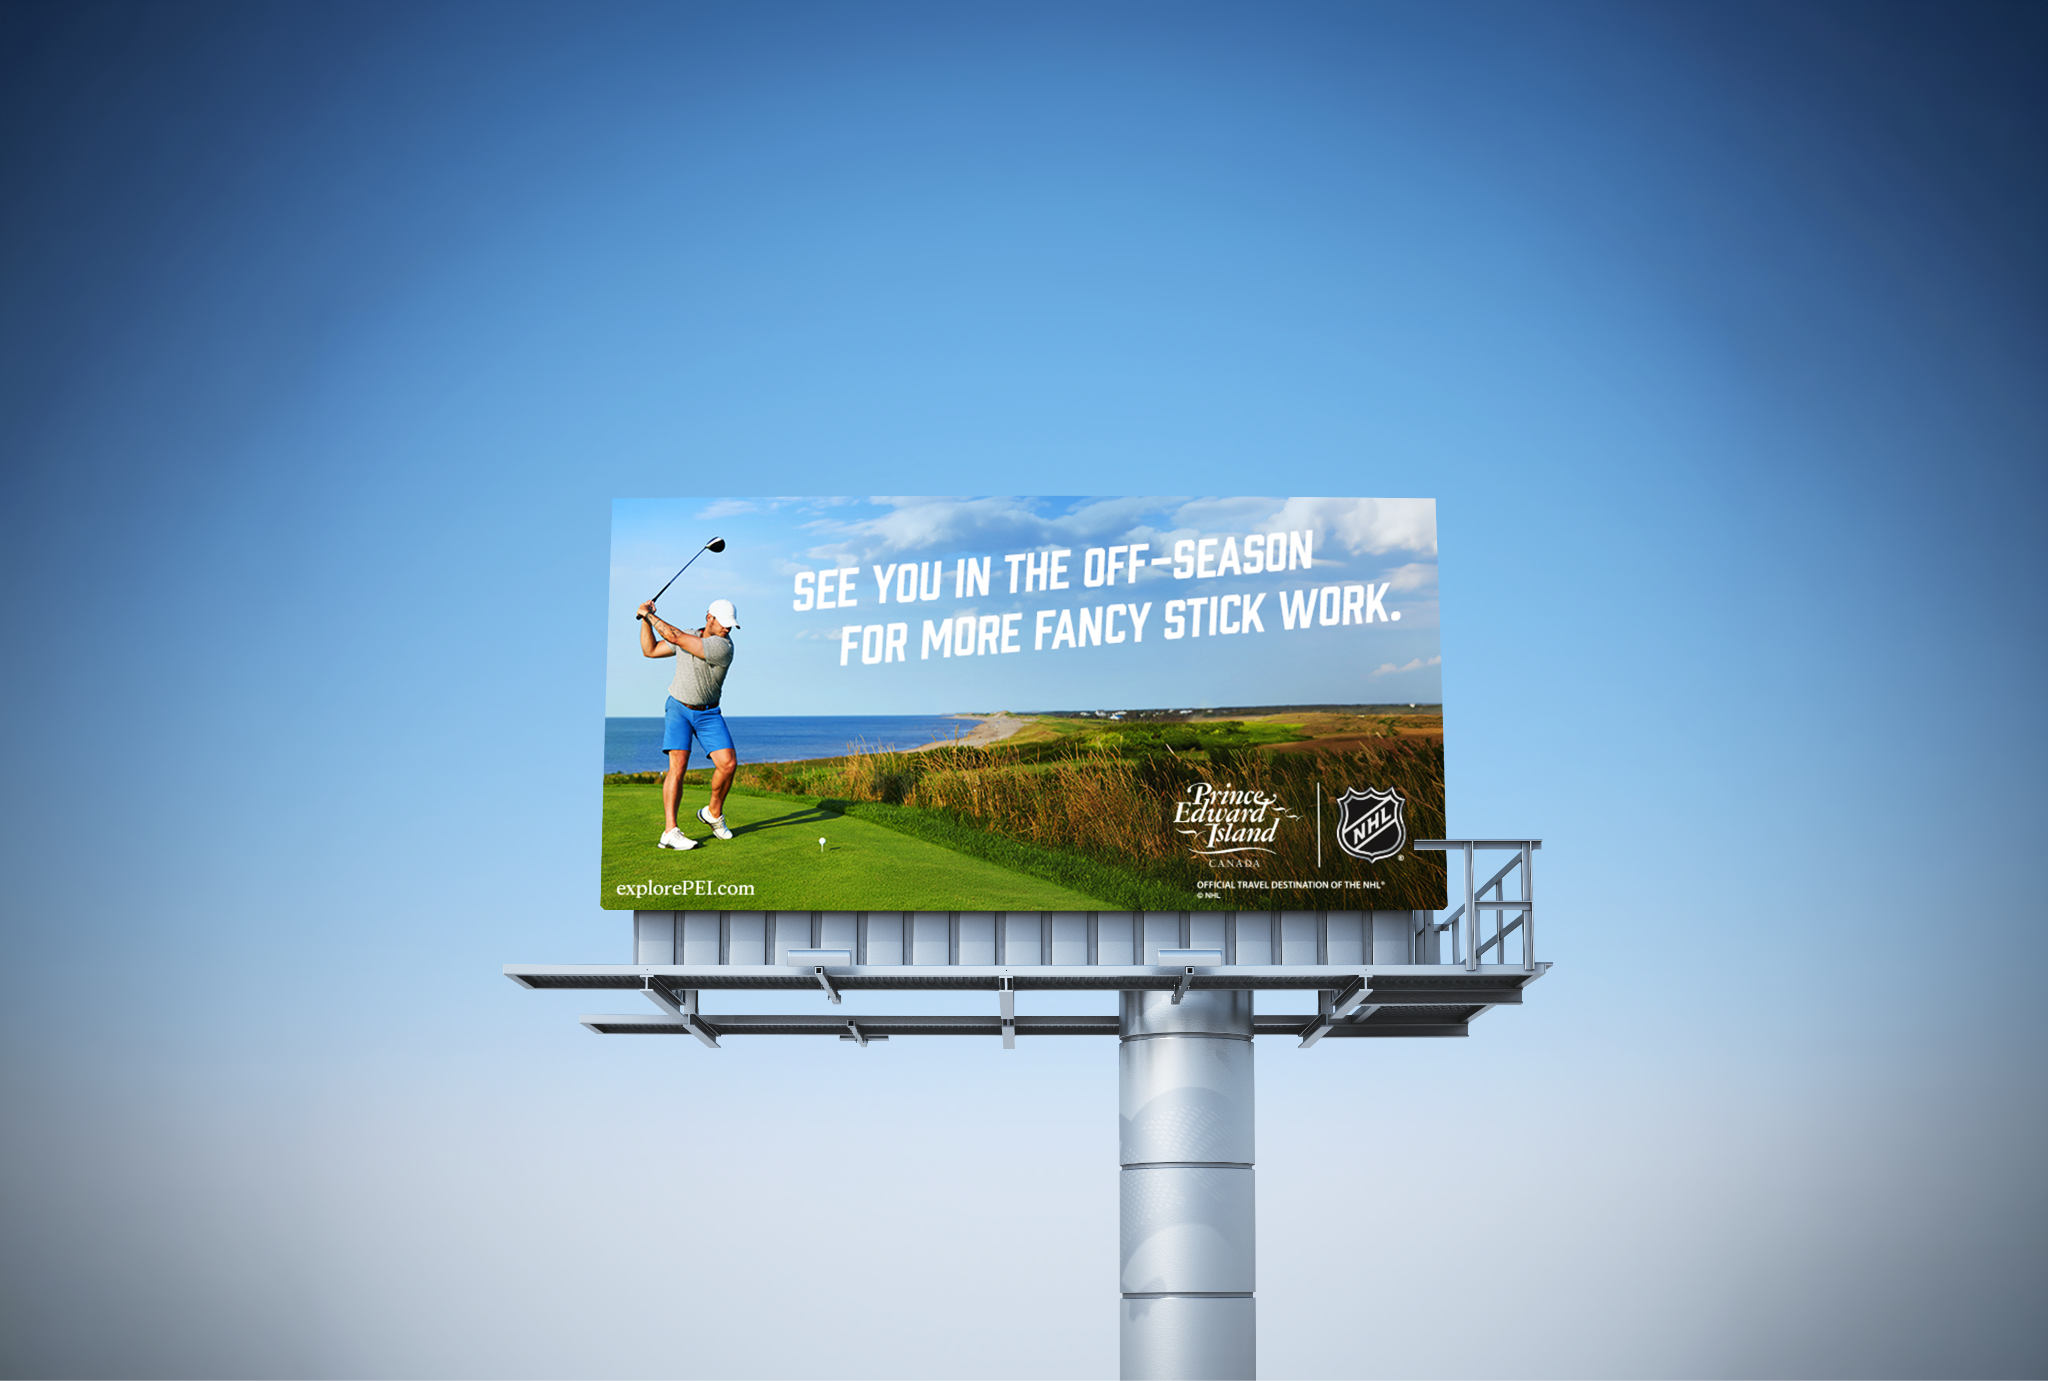 SEE YOU IN THE OFF-SEASON
FOR MORE FANCY STICK WORK.
Prince
Edward
Island
CANADA
NHL
®
explorePEI.com
OFFICIAL TRAVEL DESTINATION OF THE NHL®
© NHL